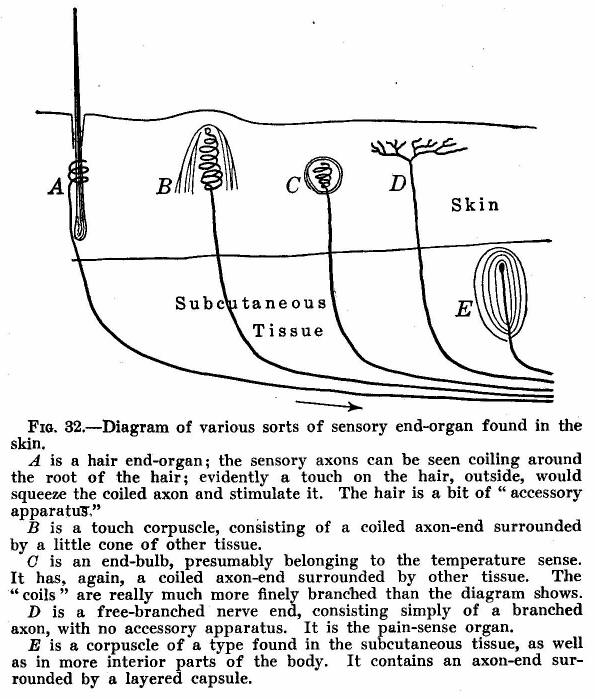 A
B
C
D
Skin
E
Subcutaneous
Tissue
FIG. 32.—Diagram of various sorts of sensory end-organ found in the
skin.
A is a hair end-organ; the sensory axons can be seen coiling around
the root of the hair; evidently a touch on the hair, outside, would
squeeze the coiled axon and stimulate it. The hair is a bit of “accessory
apparatus.”
B is a touch corpuscle, consisting of a coiled axon-end surrounded
by a little cone of other tissue.
C is an end-bulb, presumably belonging to the temperature sense.
It has, again, a coiled axon-end surrounded by other tissue. The
“coils” are really much more finely branched than the diagram shows.
D is a free-branched nerve end, consisting simply of a branched
axon, with no accessory apparatus. It is the pain-sense organ.
E is a corpuscle of a type found in the subcutaneous tissue, as well
as in more interior parts of the body. It contains an axon-end sur-
rounded by a layered capsule.